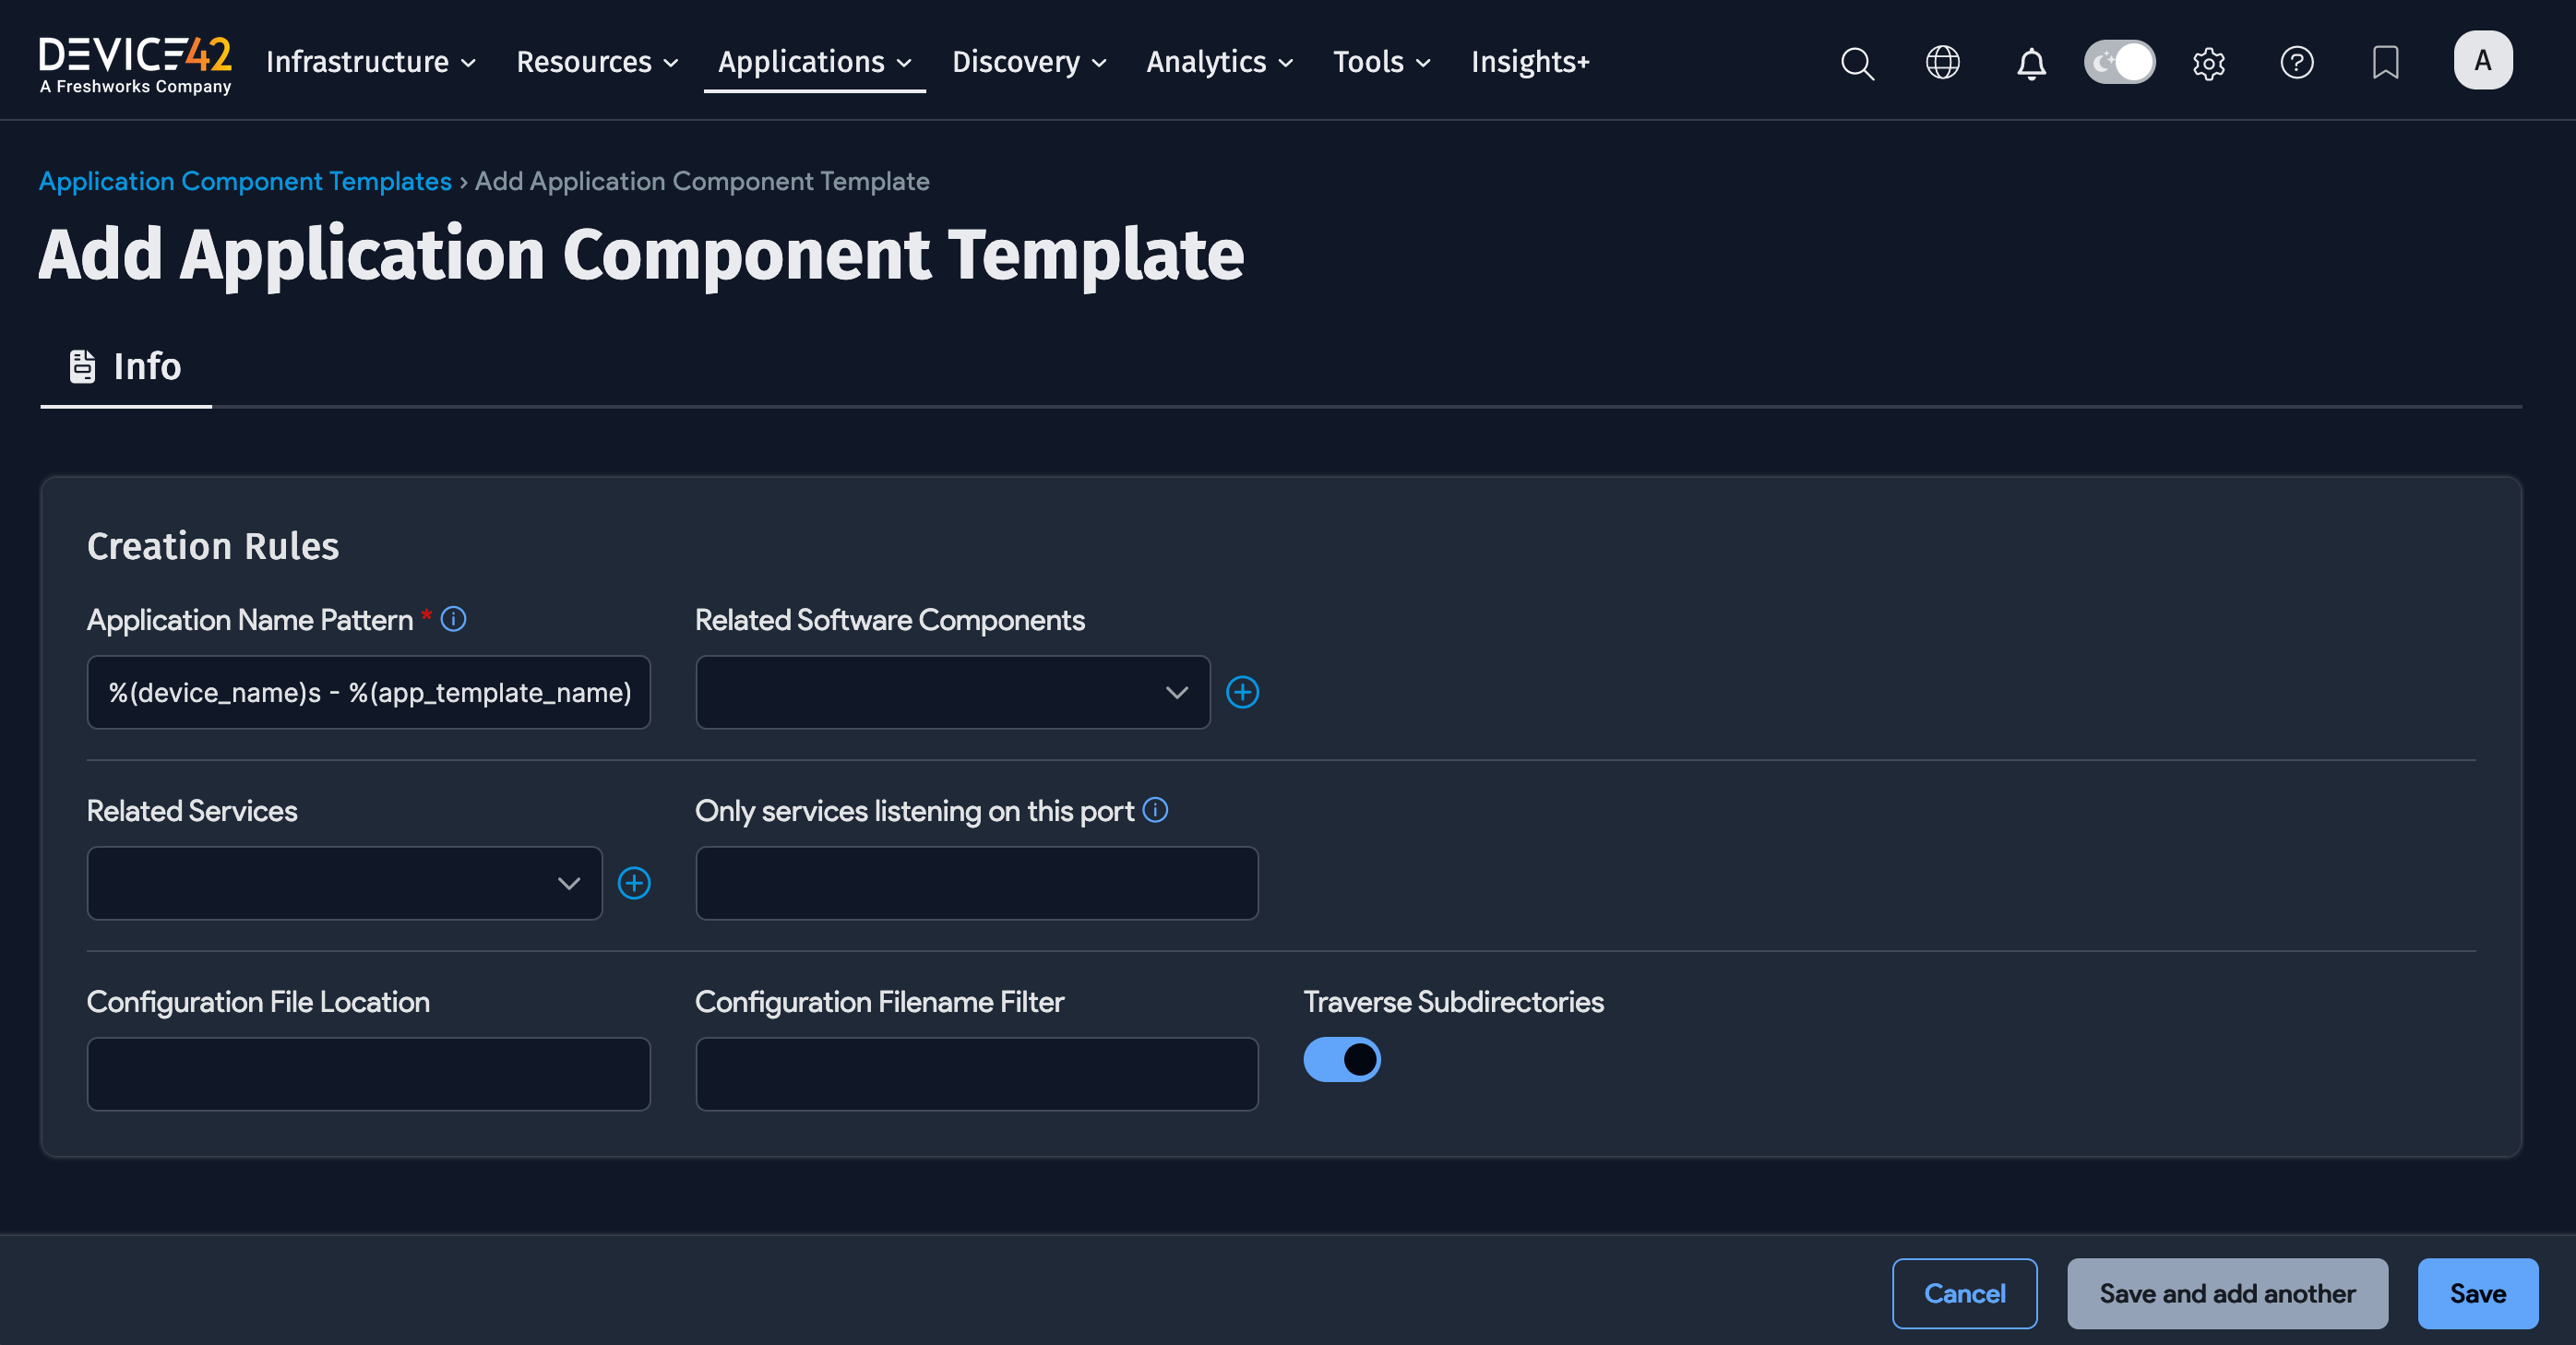 DEVICE42
A Freshworks Company
Infrastructure Resources Applications Discovery Analytics Tools Insights+
A
Application Component Templates › Add Application Component Template
Add Application Component Template
Info
Creation Rules
Application Name Pattern * Related Software Components
%(device_name)s - %(app_template_name)
Related Services Only services listening on this port
Configuration File Location Configuration Filename Filter Traverse Subdirectories
Cancel Save and add another Save